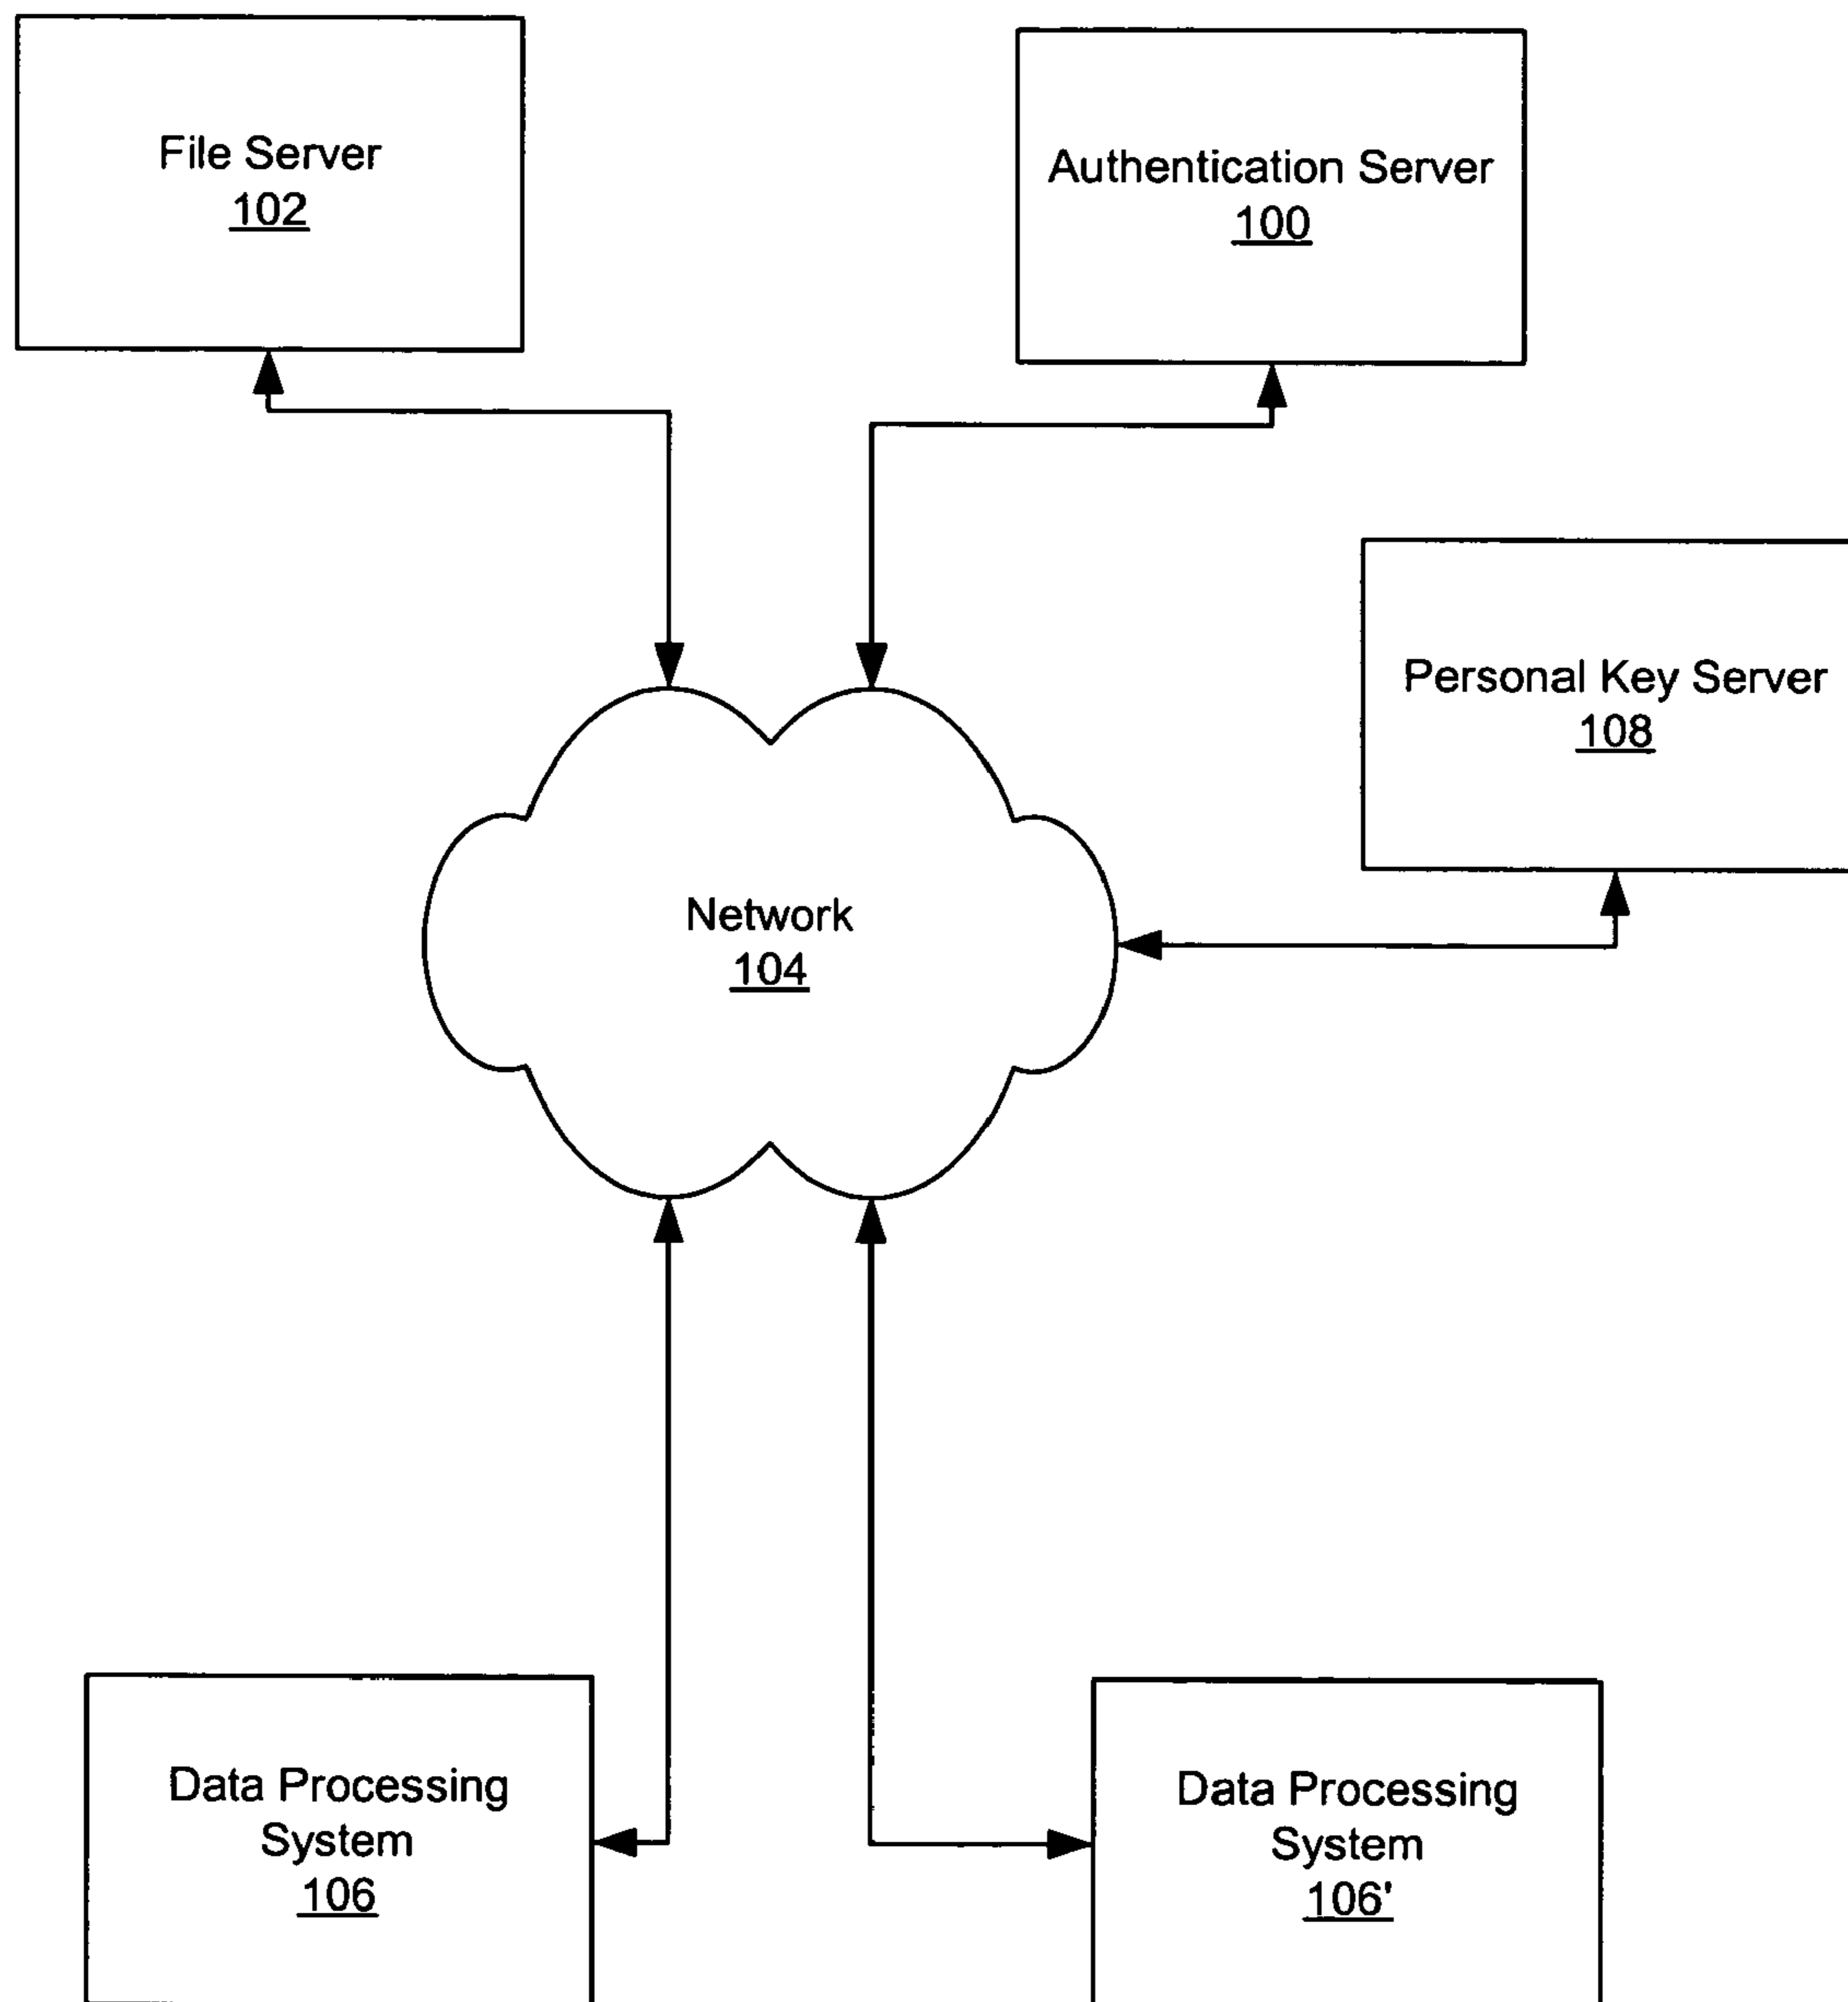 File Server
102
Authentication Server
100
Personal Key Server
108
Network
104
Data Processing
System
106
Data Processing
System
106'